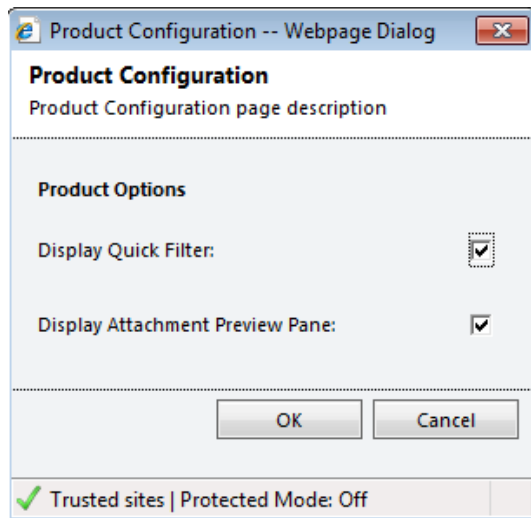 Product Configuration -- Webpage Dialog
Product Configuration
Product Configuration page description
Product Options
Display Quick Filter:
Display Attachment Preview Pane:
OK Cancel
Trusted sites | Protected Mode: Off